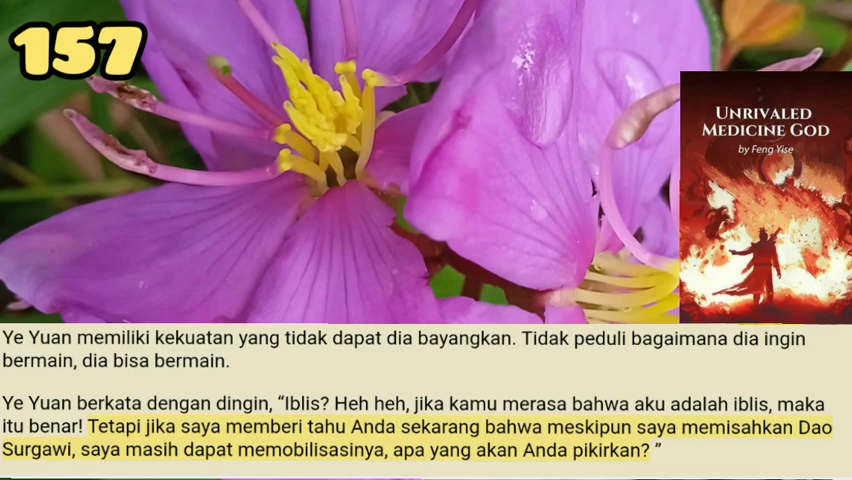 157
UNRIVALED
MEDICINE GOD
by Feng Yise
Ye Yuan memiliki kekuatan yang tidak dapat dia bayangkan. Tidak peduli bagaimana dia ingin
bermain, dia bisa bermain.
Ye Yuan berkata dengan dingin, “Iblis? Heh heh, jika kamu merasa bahwa aku adalah iblis, maka
itu benar! Tetapi jika saya memberi tahu Anda sekarang bahwa meskipun saya memisahkan Dao
Surgawi, saya masih dapat memobilisasinya, apa yang akan Anda pikirkan? ”